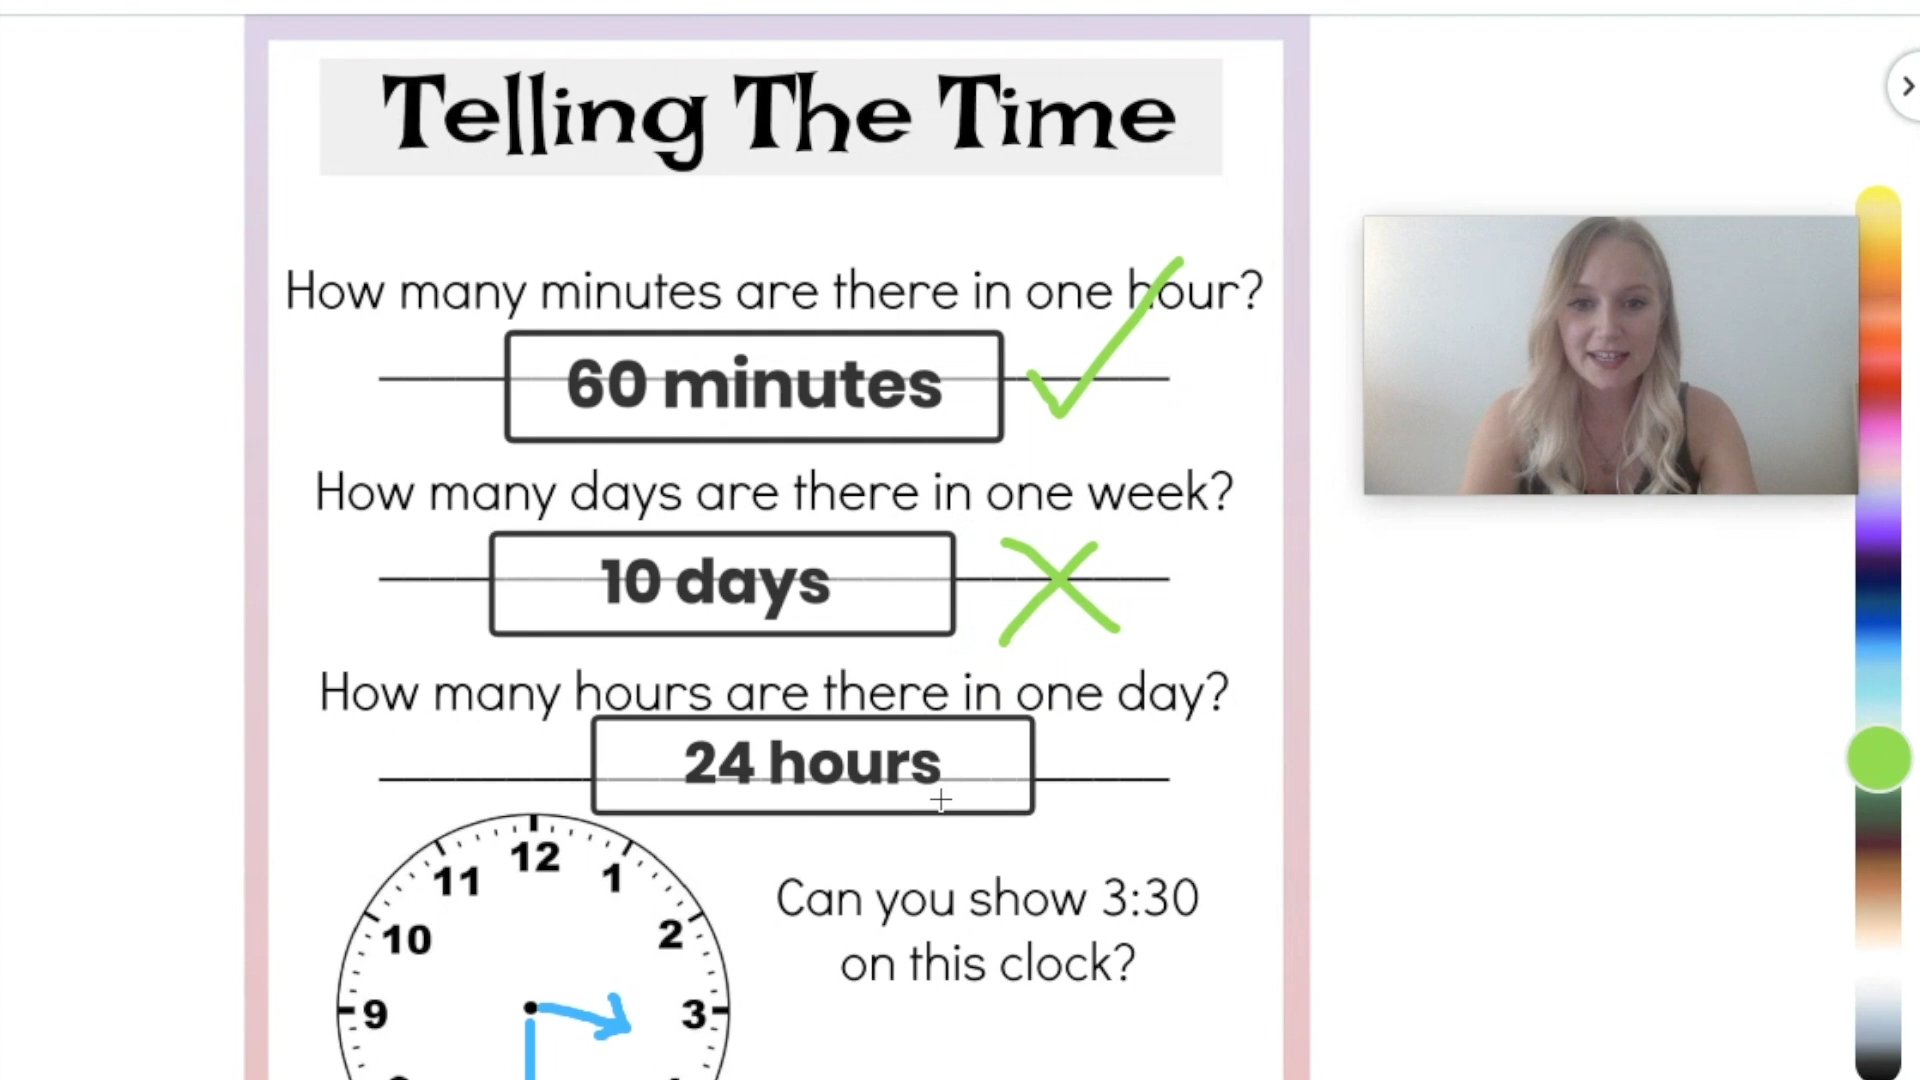 Telling The Time
How many minutes are there in one hour?
60 minutes
How many days are there in one week?
10 days
How many hours are there in one day?
24 hours
12
11
1
10
2
9
3
Can you show 3:30
on this clock?